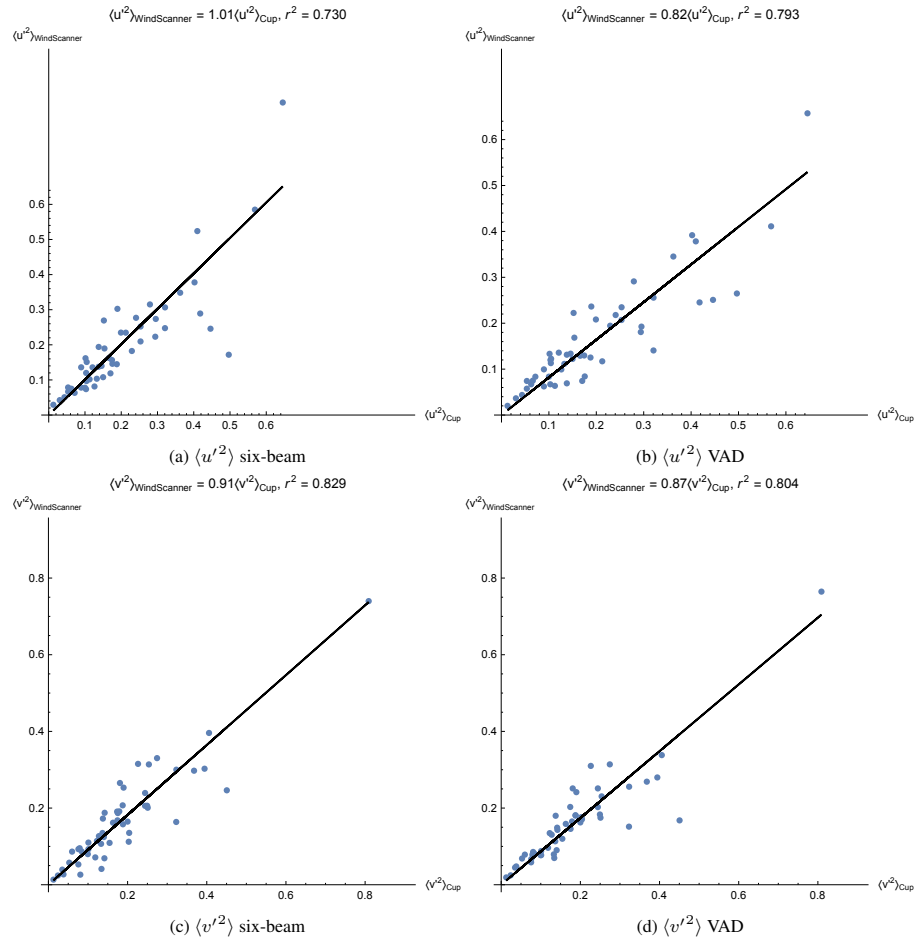 ⟨u'²⟩WindScanner = 1.01⟨u'²⟩Cup, r² = 0.730
⟨u'²⟩WindScanner
0.6
0.5
0.4
0.3
0.2
0.1
0.1 0.2 0.3 0.4 0.5 0.6
⟨u'²⟩Cup
(a) ⟨u′²⟩ six-beam
⟨u'²⟩WindScanner = 0.82⟨u'²⟩Cup, r² = 0.793
⟨u'²⟩WindScanner
0.6
0.5
0.4
0.3
0.2
0.1
0.1 0.2 0.3 0.4 0.5 0.6
⟨u'²⟩Cup
(b) ⟨u′²⟩ VAD
⟨v'²⟩WindScanner = 0.91⟨v'²⟩Cup, r² = 0.829
⟨v'²⟩WindScanner
0.8
0.6
0.4
0.2
0.2 0.4 0.6 0.8
⟨v'²⟩Cup
(c) ⟨v′²⟩ six-beam
⟨v'²⟩WindScanner = 0.87⟨v'²⟩Cup, r² = 0.804
⟨v'²⟩WindScanner
0.8
0.6
0.4
0.2
0.2 0.4 0.6 0.8
⟨v'²⟩Cup
(d) ⟨v′²⟩ VAD